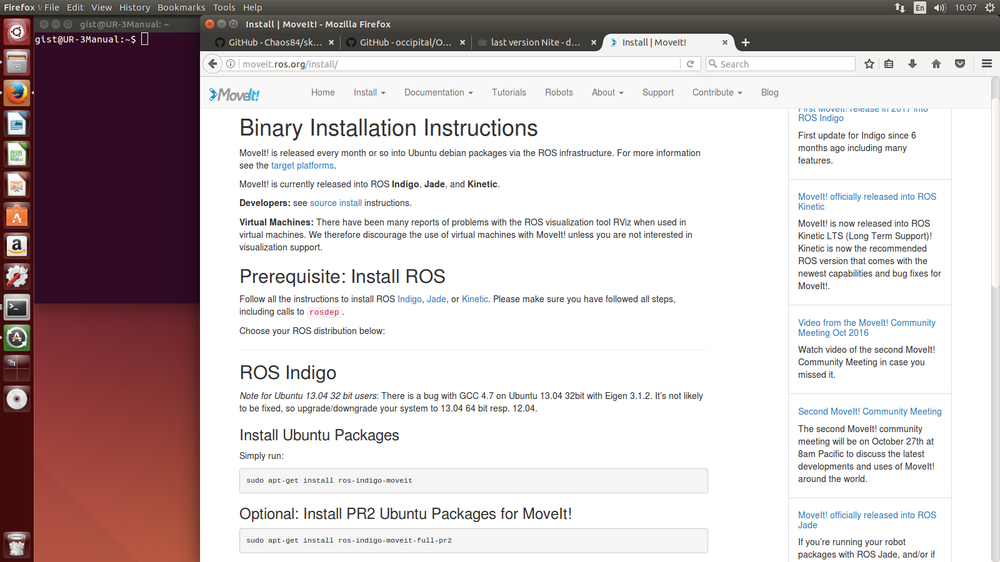 Firefox W File Edit View History Bookmarks Tools Help
En 10:07
gist@UR-3Manual: ~
gist@UR-3Manual:~$
Install | MoveIt! - Mozilla Firefox
GitHub - Chaos84/sk...
GitHub - occipital/O...
last version Nite - d...
Install | MoveIt!
moveit.ros.org/install/
Search
MoveIt!
Home
Install
Documentation
Tutorials
Robots
About
Support
Contribute
Blog
Binary Installation Instructions
MoveIt! is released every month or so into Ubuntu debian packages via the ROS infrastructure. For more information
see the target platforms.
MoveIt! is currently released into ROS Indigo, Jade, and Kinetic.
Developers: see source install instructions.
Virtual Machines: There have been many reports of problems with the ROS visualization tool RViz when used in
virtual machines. We therefore discourage the use of virtual machines with MoveIt! unless you are not interested in
visualization support.
Prerequisite: Install ROS
Follow all the instructions to install ROS Indigo, Jade, or Kinetic. Please make sure you have followed all steps,
including calls to rosdep.
Choose your ROS distribution below:
ROS Indigo
Note for Ubuntu 13.04 32 bit users: There is a bug with GCC 4.7 on Ubuntu 13.04 32bit with Eigen 3.1.2. It's not likely
to be fixed, so upgrade/downgrade your system to 13.04 64 bit resp. 12.04.
Install Ubuntu Packages
Simply run:
sudo apt-get install ros-indigo-moveit
Optional: Install PR2 Ubuntu Packages for MoveIt!
sudo apt-get install ros-indigo-moveit-full-pr2
First MoveIt! release in 2017 into
ROS Indigo
First update for Indigo since 6
months ago including many
features.
MoveIt! officially released into ROS
Kinetic
MoveIt! is now released into ROS
Kinetic LTS (Long Term Support)!
Kinetic is now the recommended
ROS version that comes with the
newest capabilities and bug fixes for
MoveIt!.
Video from the MoveIt! Community
Meeting Oct 2016
Watch video of the second MoveIt!
Community Meeting in case you
missed it.
Second MoveIt! Community Meeting
The second MoveIt! community
meeting will be on October 27th at
8am Pacific to discuss the latest
developments and uses of MoveIt!
around the world.
MoveIt! officially released into ROS
Jade
If you're running your robot
packages with ROS Jade, and/or if